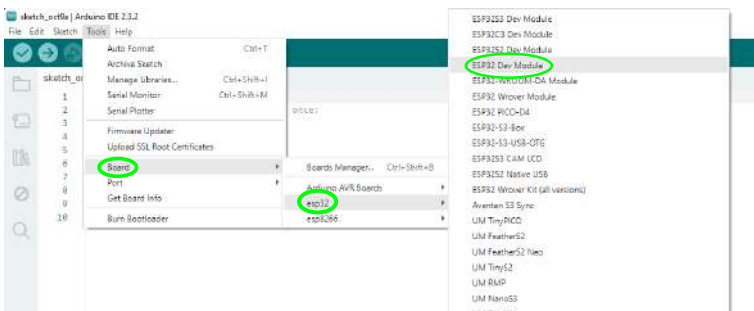 sketch_oct9a | Arduino IDE 2.3.2
File Edit Sketch Tools Help
sketch_o
1
2
3
4
5
6
7
8
9
10
once:
Auto Format Ctrl+T
Archive Sketch
Manage Libraries... Ctrl+Shift+I
Serial Monitor Ctrl+Shift+M
Serial Plotter
Firmware Updater
Upload SSL Root Certificates
Board
Port
Get Board Info
Burn Bootloader
Boards Manager... Ctrl+Shift+B
Arduino AVR Boards
esp32
esp8266
ESP32S3 Dev Module
ESP32C3 Dev Module
ESP32S2 Dev Module
ESP32 Dev Module
ESP32-WROOM-DA Module
ESP32 Wrover Module
ESP32 PICO-D4
ESP32-S3-Box
ESP32-S3-USB-OTG
ESP32S3 CAM LCD
ESP32S2 Native USB
ESP32 Wrover Kit (all versions)
Aventen S3 Sync
UM TinyPICO
UM FeatherS2
UM FeatherS2 Neo
UM TinyS2
UM RMP
UM NanoS3